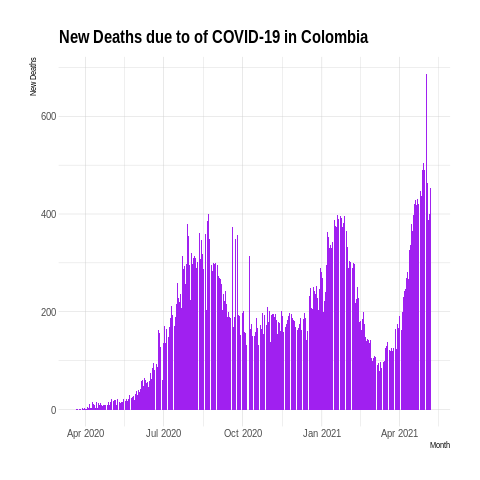 New Deaths due to of COVID-19 in Colombia
New Deaths
600
400
200
0
Apr 2020 Jul 2020 Oct 2020 Jan 2021 Apr 2021
Month